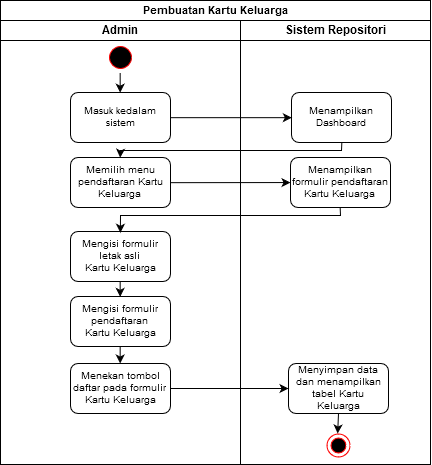 Pembuatan Kartu Keluarga
Admin
Sistem Repositori
Masuk kedalam
sistem
Menampilkan
Dashboard
Memilih menu
pendaftaran Kartu
Keluarga
Menampilkan
formulir pendaftaran
Kartu Keluarga
Mengisi formulir
letak asli
Kartu Keluarga
Mengisi formulir
pendaftaran
Kartu Keluarga
Menekan tombol
daftar pada formulir
Kartu Keluarga
Menyimpan data
dan menampilkan
tabel Kartu
Keluarga